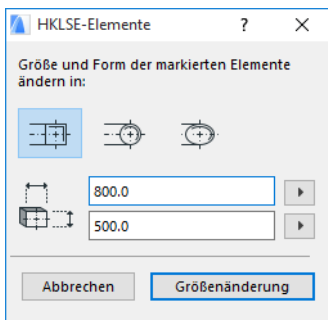 HKLSE-Elemente
Größe und Form der markierten Elemente
ändern in:
800.0
500.0
Abbrechen
Größenänderung